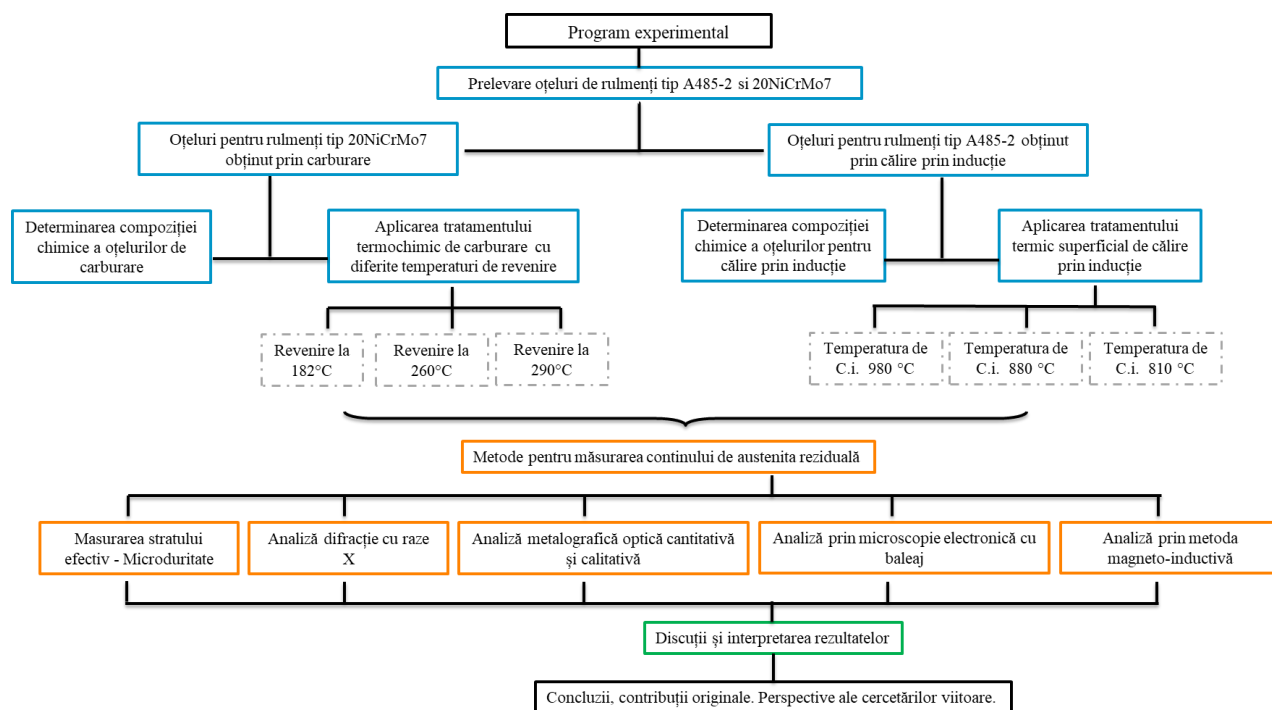 Program experimental
Prelevare oțeluri de rulmenți tip A485-2 si 20NiCrMo7
Oțeluri pentru rulmenți tip 20NiCrMo7
obținut prin carburare
Oțeluri pentru rulmenți tip A485-2 obținut
prin călire prin inducție
Determinarea compoziției
chimice a oțelurilor de
carburare
Aplicarea tratamentului
termochimic de carburare cu
diferite temperaturi de revenire
Determinarea compoziției
chimice a oțelurilor pentru
călire prin inducție
Aplicarea tratamentului
termic superficial de călire
prin inducție
Revenire la
182°C
Revenire la
260°C
Revenire la
290°C
Temperatura de
C.i. 980 °C
Temperatura de
C.i. 880 °C
Temperatura de
C.i. 810 °C
Metode pentru măsurarea continului de austenita reziduală
Masurarea stratului
efectiv - Microduritate
Analiză difracție cu raze
X
Analiză metalografică optică cantitativă
și calitativă
Analiză prin microscopie electronică cu
baleaj
Analiză prin metoda
magneto-inductivă
Discuții și interpretarea rezultatelor
Concluzii, contribuții originale. Perspective ale cercetărilor viitoare.